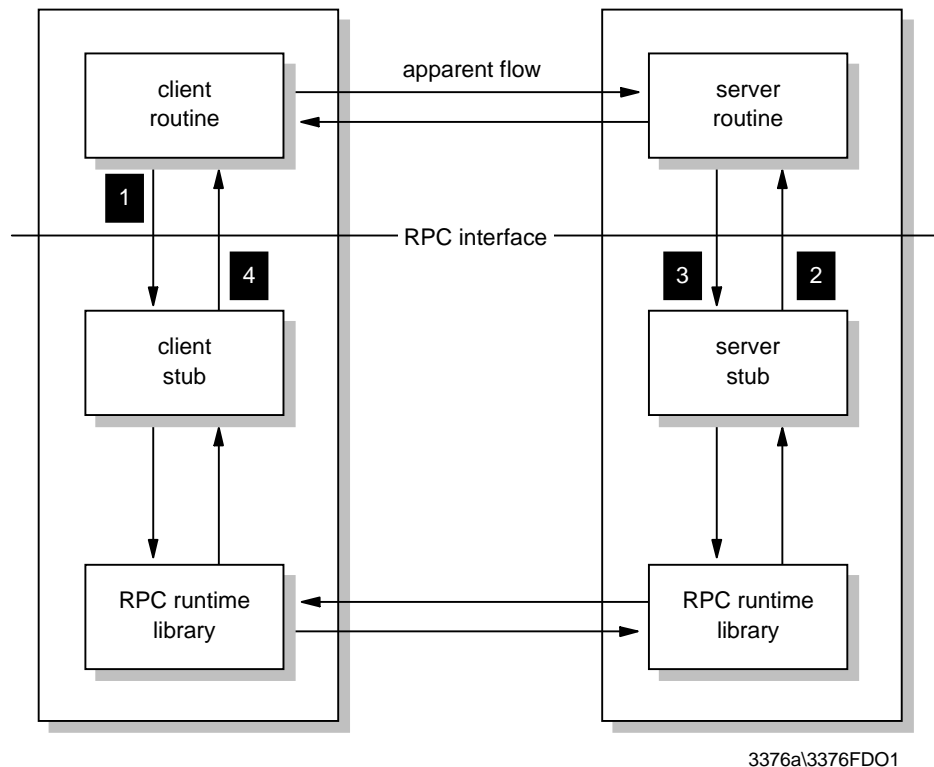 client
routine
apparent flow
server
routine
1
RPC interface
4
3
2
client
stub
server
stub
RPC runtime
library
RPC runtime
library
3376a\3376FDO1